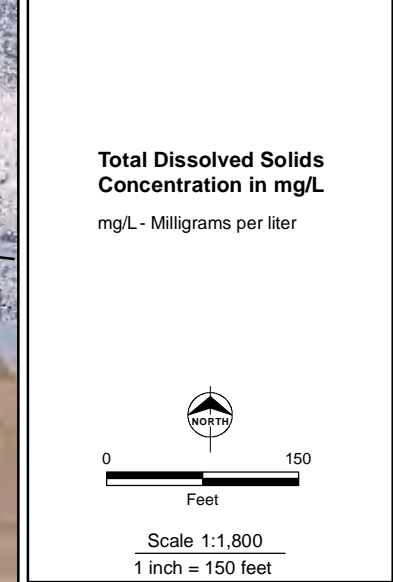 Total Dissolved Solids
Concentration in mg/L
mg/L - Milligrams per liter
NORTH
0 150
Feet
Scale 1:1,800
1 inch = 150 feet